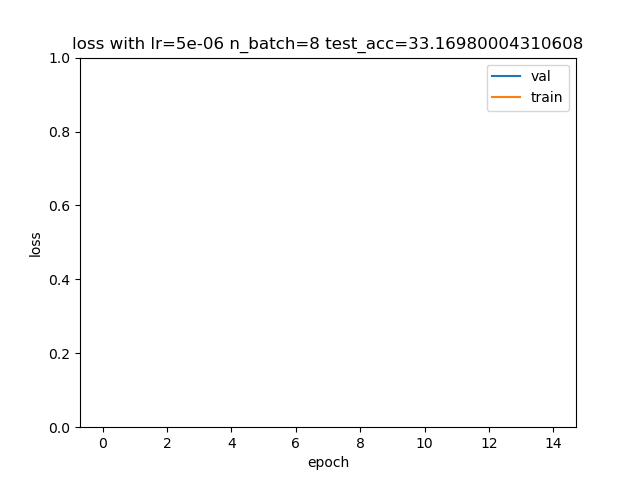 loss with lr=5e-06 n_batch=8 test_acc=33.16980004310608
val
train
1.0
0.8
0.6
0.4
0.2
0.0
loss
0 2 4 6 8 10 12 14
epoch